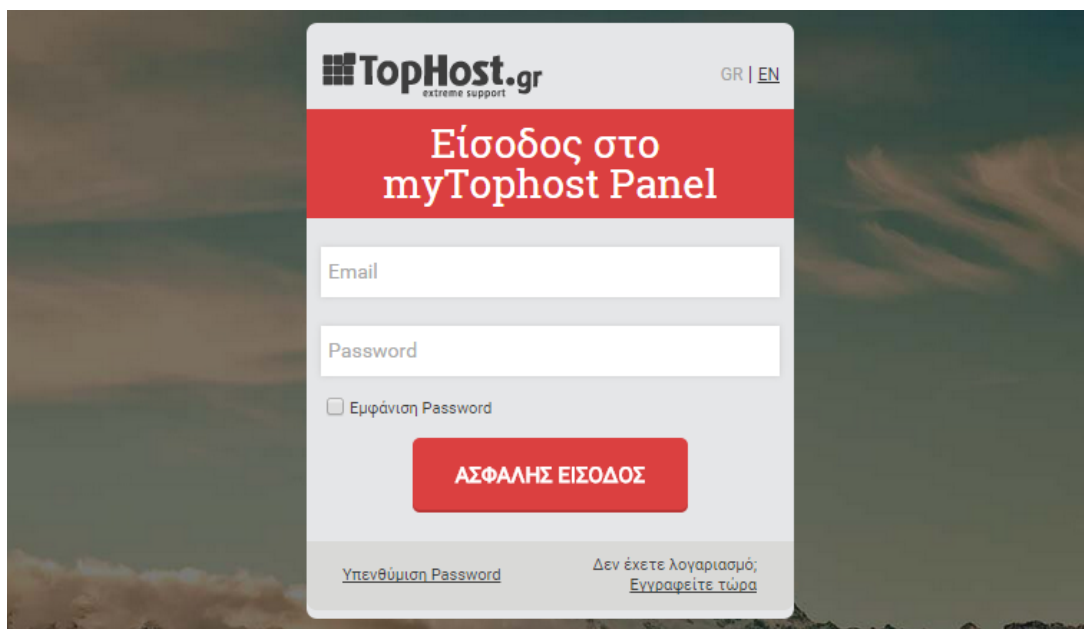 TopHost.gr
extreme support
GR | EN
Είσοδος στο
myTophost Panel
Email
Password
Εμφάνιση Password
ΑΣΦΑΛΗΣ ΕΙΣΟΔΟΣ
Υπενθύμιση Password
Δεν έχετε λογαριασμό;
Εγγραφείτε τώρα